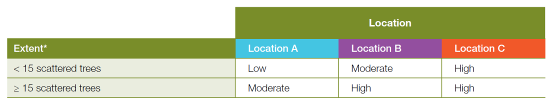 Location
Extent* Location A Location B Location C
< 15 scattered trees Low Moderate High
≥ 15 scattered trees Moderate High High